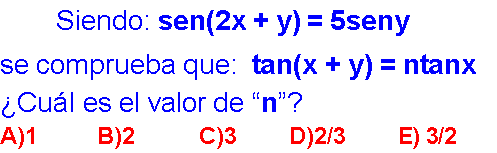 Siendo: sen(2x + y) = 5seny
se comprueba que: tan(x + y) = ntanx
¿Cuál es el valor de “n”?
A)1 B)2 C)3 D)2/3 E) 3/2